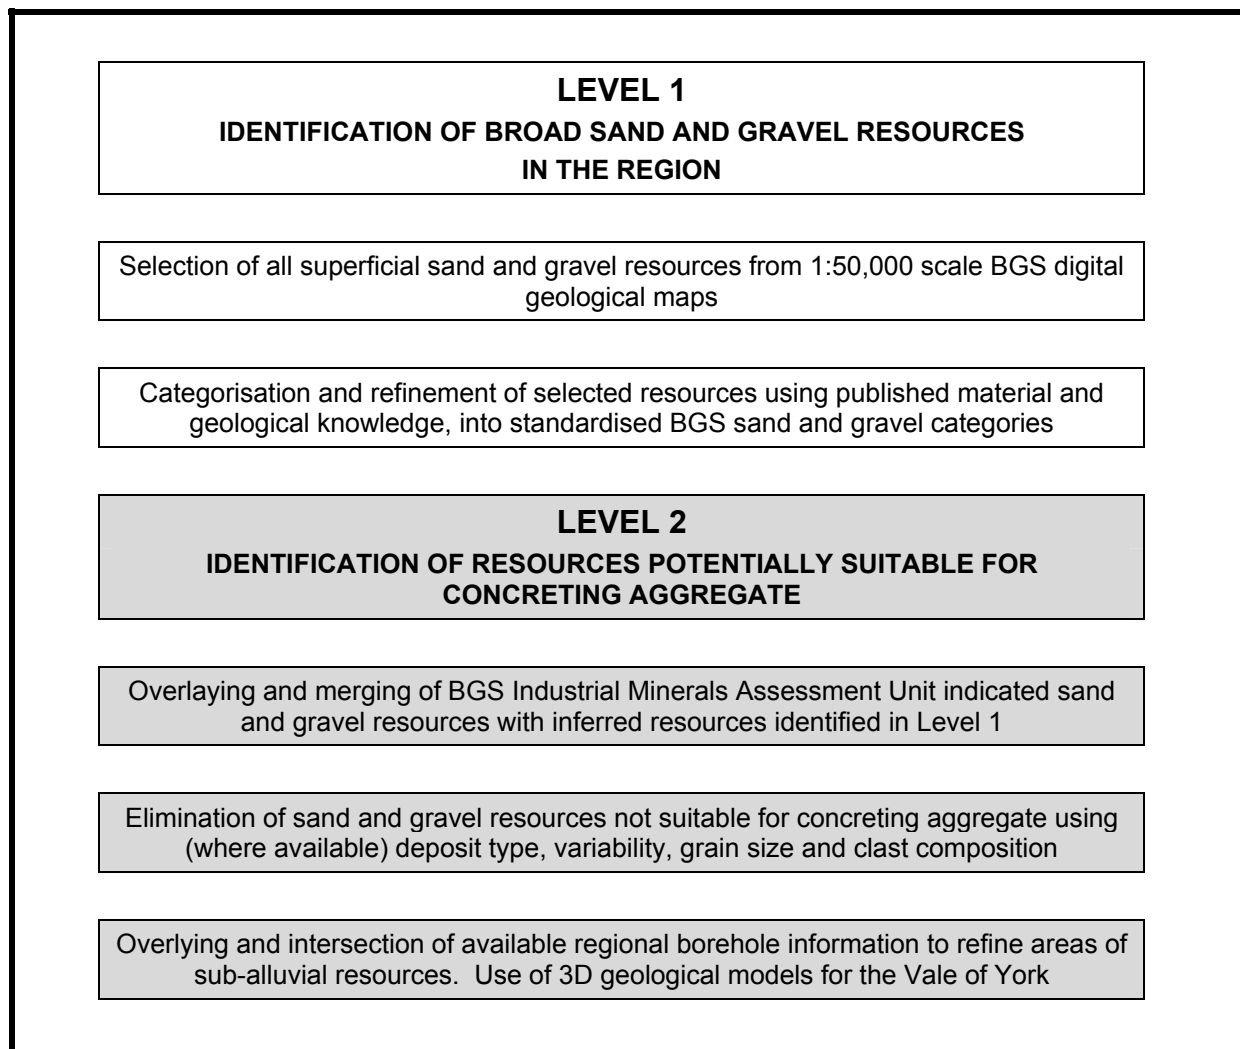 LEVEL 1
IDENTIFICATION OF BROAD SAND AND GRAVEL RESOURCES
IN THE REGION
Selection of all superficial sand and gravel resources from 1:50,000 scale BGS digital
geological maps
Categorisation and refinement of selected resources using published material and
geological knowledge, into standardised BGS sand and gravel categories
LEVEL 2
IDENTIFICATION OF RESOURCES POTENTIALLY SUITABLE FOR
CONCRETING AGGREGATE
Overlaying and merging of BGS Industrial Minerals Assessment Unit indicated sand
and gravel resources with inferred resources identified in Level 1
Elimination of sand and gravel resources not suitable for concreting aggregate using
(where available) deposit type, variability, grain size and clast composition
Overlying and intersection of available regional borehole information to refine areas of
sub-alluvial resources.  Use of 3D geological models for the Vale of York